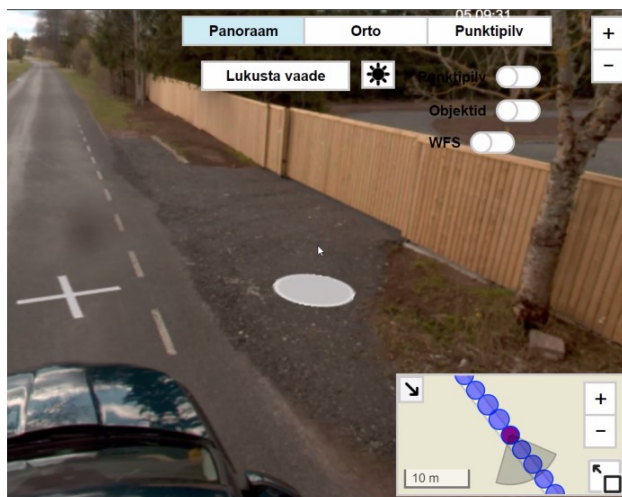 05.09:31
Panoraam Orto Punktipilv
+
−
Lukusta vaade
Punktipilv
Objektid
WFS
+
−
10 m